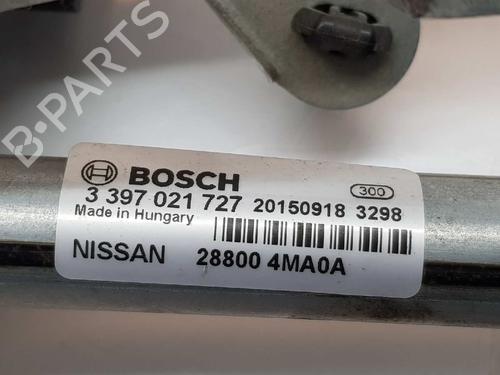 B-PARTS
BOSCH
300
3 397 021 727 20150918 3298
Made in Hungary
NISSAN 28800 4MA0A